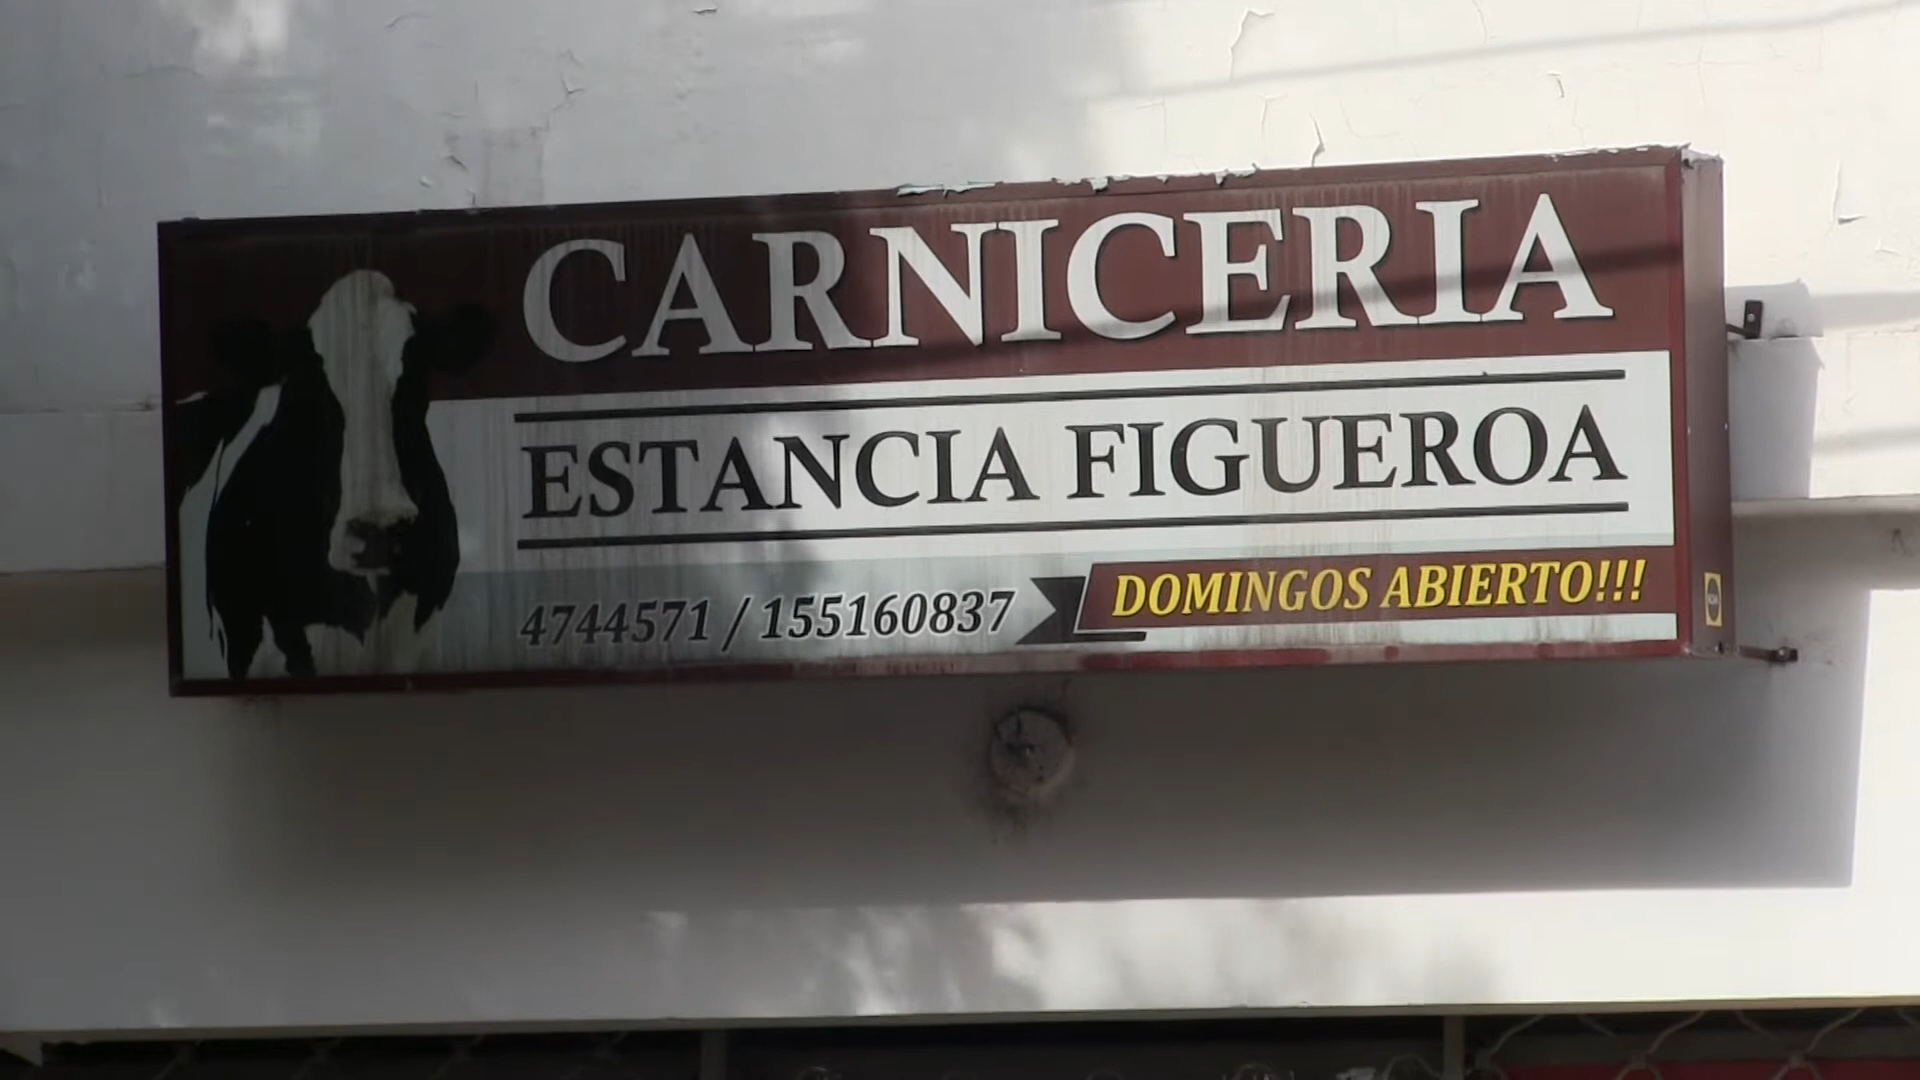 CARNICERIA
ESTANCIA FIGUEROA
4744571 / 155160837
DOMINGOS ABIERTO!!!